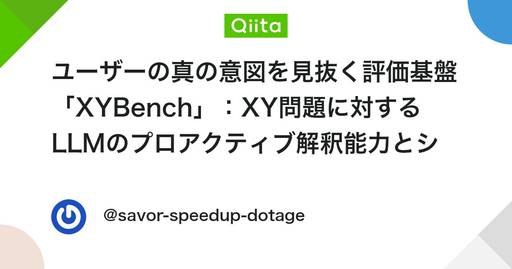 Qiita
ユーザーの真の意図を見抜く評価基盤
「XYBench」：XY問題に対する
LLMのプロアクティブ解釈能力とシ
@savor-speedup-dotage